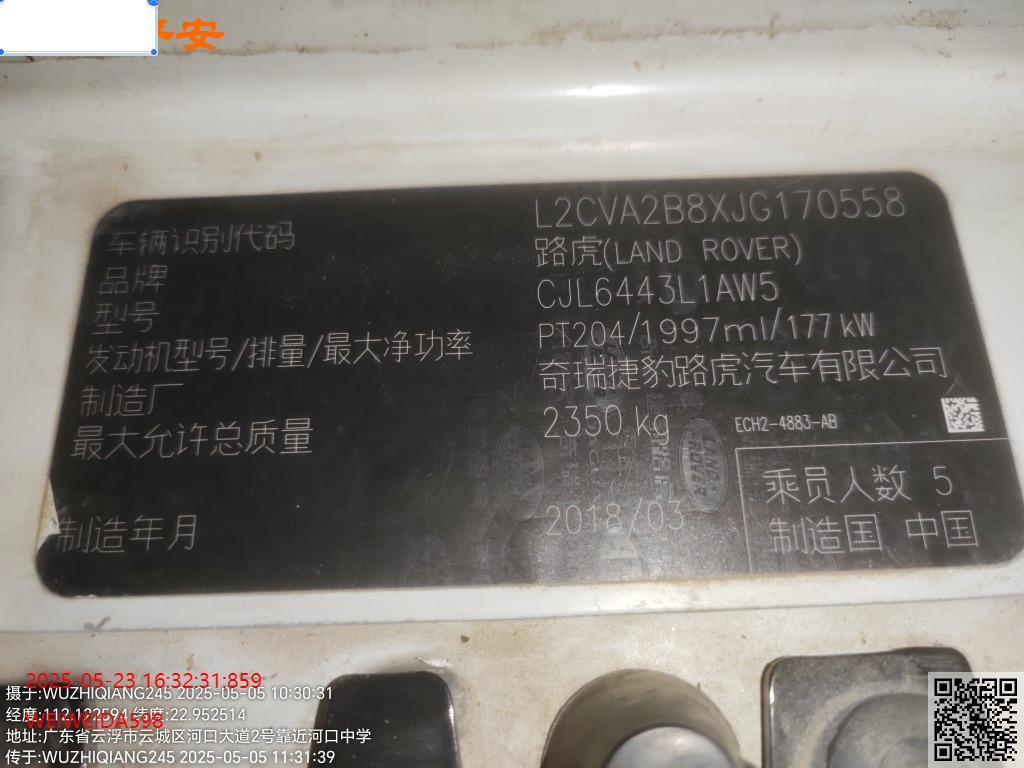 平安
车辆识别代码 L2CVA2B8XJG170558
品牌 路虎(LAND ROVER)
型号 CJL6443L1AW5
发动机型号/排量/最大净功率 PT204/1997ml/177kW
制造厂 奇瑞捷豹路虎汽车有限公司
最大允许总质量 2350 kg
ECH2-4883-AB
乘员人数 5
制造年月 2018/03
制造国 中国
LAND ROVER
2025-05-23 16:32:31:859
摄于:WUZHIQIANG245 2025-05-05 10:30:31
纬度:22.952514
WEIWEIDA598
地址:广东省云浮市云城区河口大道2号靠近河口中学
传于:WUZHIQIANG245 2025-05-05 11:31:39